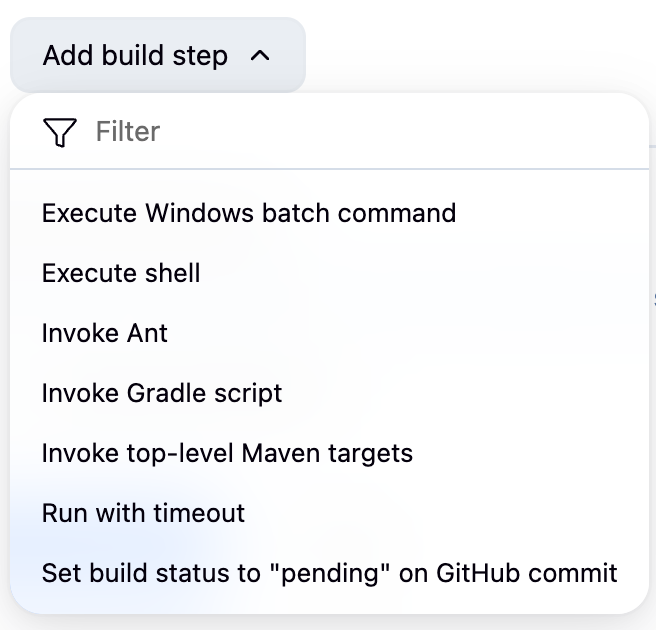 Add build step
Filter
Execute Windows batch command
Execute shell
Invoke Ant
Invoke Gradle script
Invoke top-level Maven targets
Run with timeout
Set build status to "pending" on GitHub commit